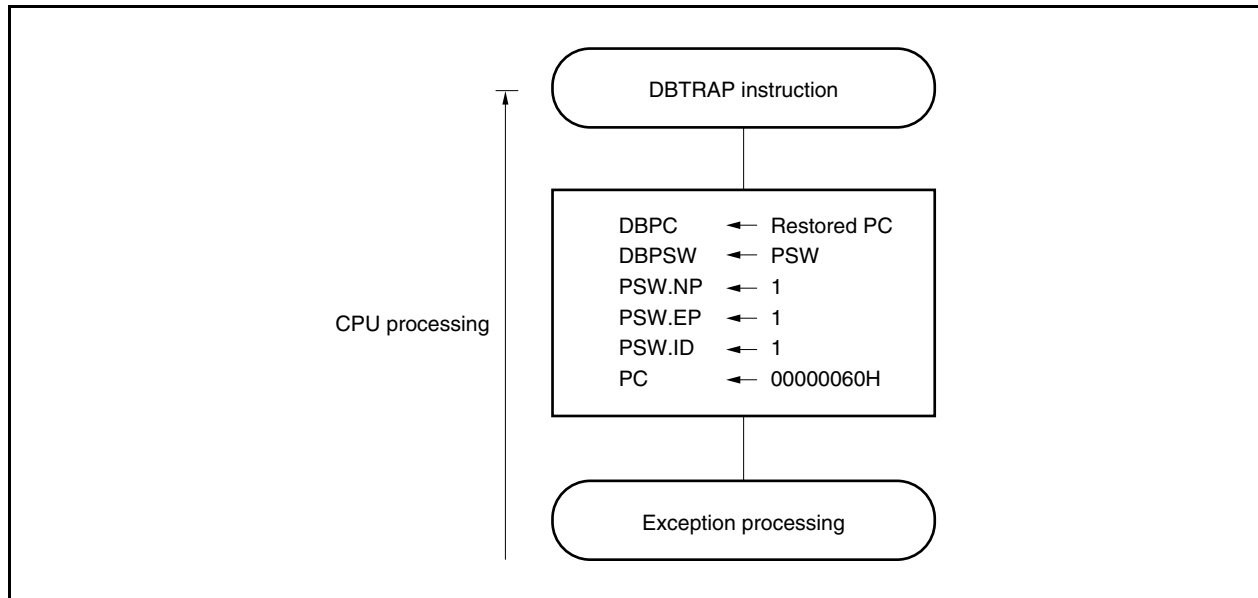 DBTRAP instruction
DBPC ← Restored PC
DBPSW ← PSW
PSW.NP ← 1
PSW.EP ← 1
PSW.ID ← 1
PC ← 00000060H
CPU processing
Exception processing